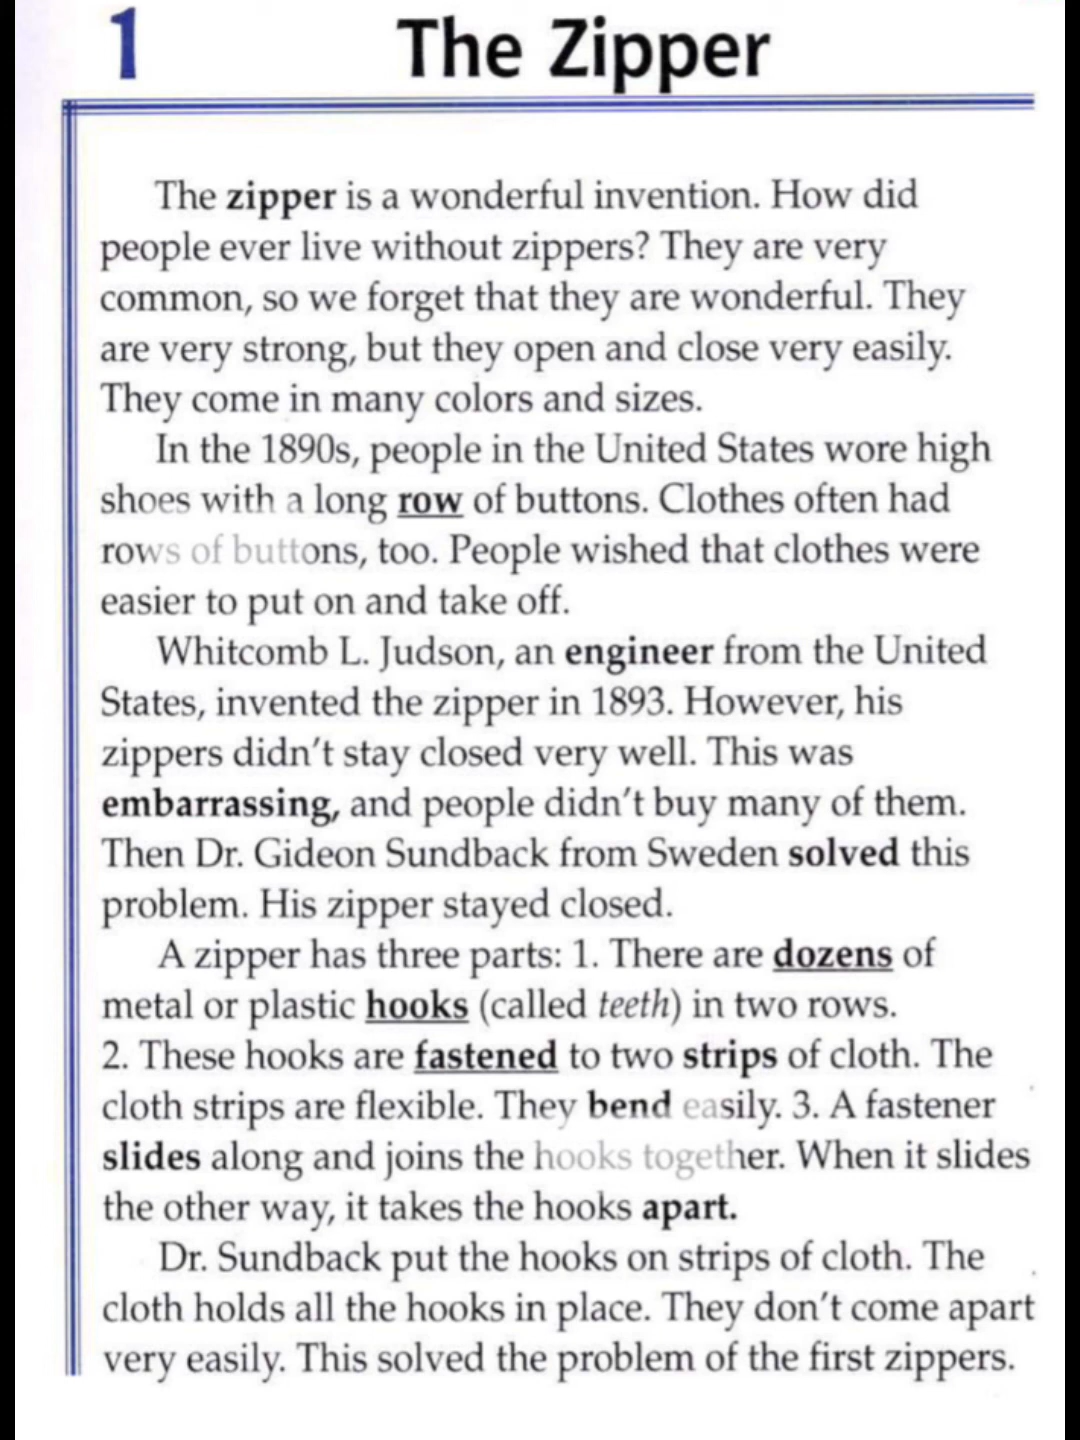 1 The Zipper
The zipper is a wonderful invention. How did
people ever live without zippers? They are very
common, so we forget that they are wonderful. They
are very strong, but they open and close very easily.
They come in many colors and sizes.
In the 1890s, people in the United States wore high
shoes with a long row of buttons. Clothes often had
rows of buttons, too. People wished that clothes were
easier to put on and take off.
Whitcomb L. Judson, an engineer from the United
States, invented the zipper in 1893. However, his
zippers didn't stay closed very well. This was
embarrassing, and people didn't buy many of them.
Then Dr. Gideon Sundback from Sweden solved this
problem. His zipper stayed closed.
A zipper has three parts: 1. There are dozens of
metal or plastic hooks (called teeth) in two rows.
2. These hooks are fastened to two strips of cloth. The
cloth strips are flexible. They bend easily. 3. A fastener
slides along and joins the hooks together. When it slides
the other way, it takes the hooks apart.
Dr. Sundback put the hooks on strips of cloth. The
cloth holds all the hooks in place. They don't come apart
very easily. This solved the problem of the first zippers.